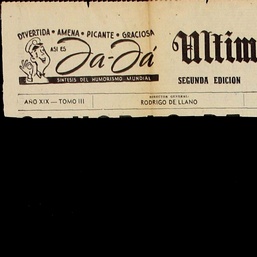 DIVERTIDA * AMENA * PICANTE * GRACIOSA
ASI ES
Ja-Já
SINTESIS DEL HUMORISMO MUNDIAL
Ultim
SEGUNDA EDICION
AÑO XIX — TOMO III
DIRECTOR GENERAL:
RODRIGO DE LLANO